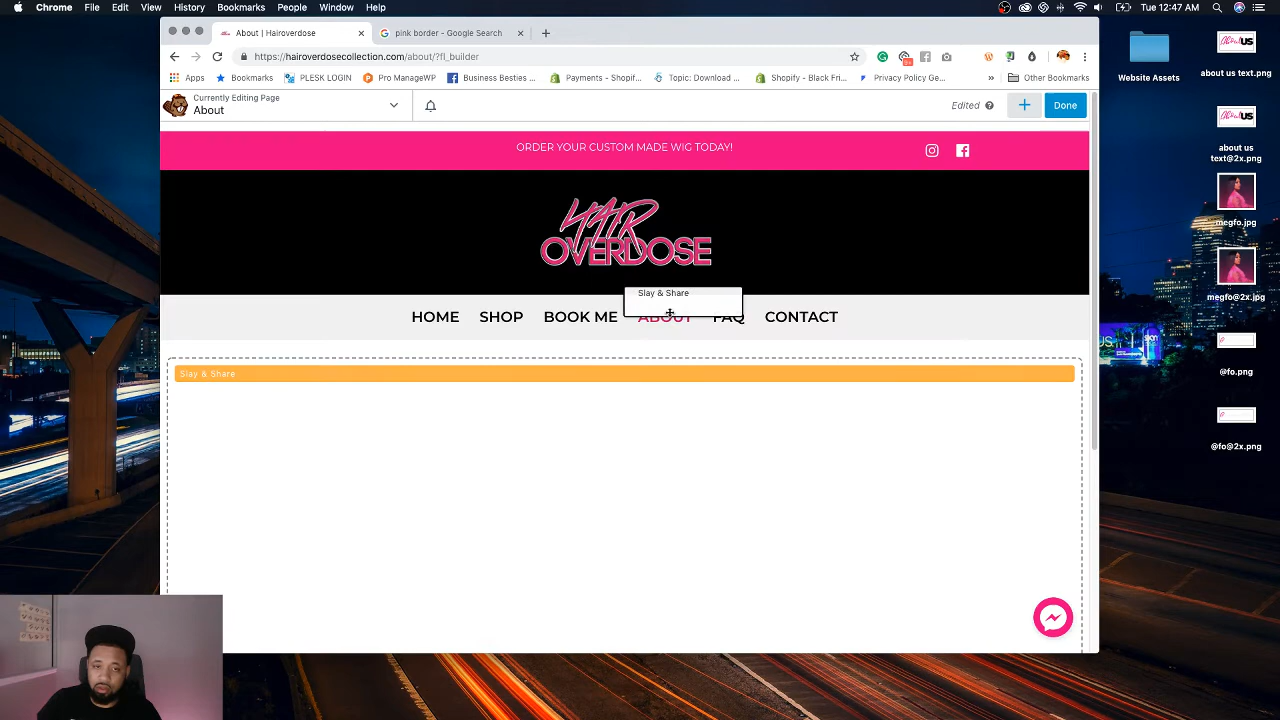 Chrome File Edit View History Bookmarks People Window Help
Tue 12:47 AM
About | Hairoverdose
pink border - Google Search
https://hairoverdosecollection.com/about/?fl_builder
Apps Bookmarks PLESK LOGIN Pro ManageWP Business Besties ... Payments - Shopif... Topic: Download ... Shopify - Black Fri... Privacy Policy Ge... » Other Bookmarks
Currently Editing Page
About
Edited
Done
ORDER YOUR CUSTOM MADE WIG TODAY!
HAIR
OVERDOSE
Slay & Share
HOME SHOP BOOK ME ABOUT FAQ CONTACT
Slay & Share
Website Assets
About US
about us text.png
About US
about us
text@2x.png
megfo.jpg
megfo@2x.jpg
@fo.png
@fo@2x.png